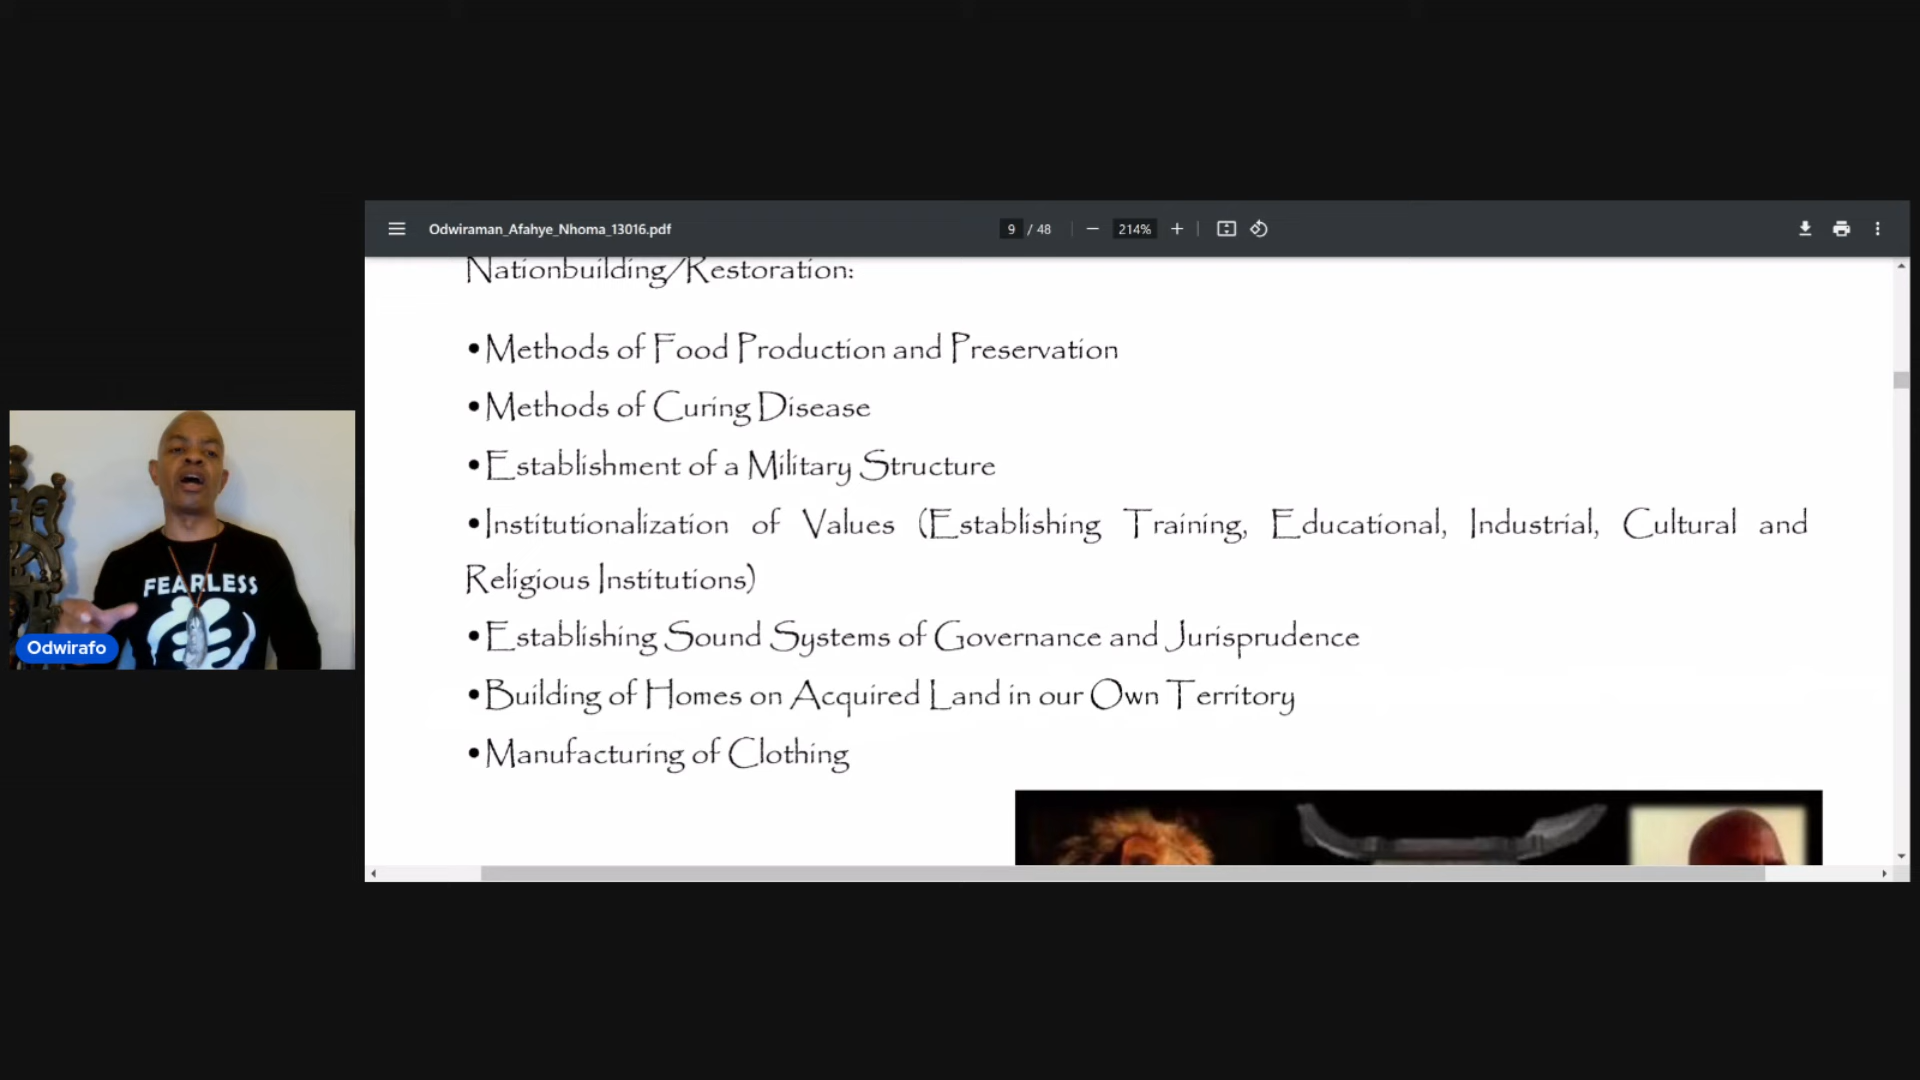 Odwiraman_Afahye_Nhoma_13016.pdf
9 / 48
214%
Nationbuilding/Restoration:
•Methods of Food Production and Preservation
•Methods of Curing Disease
•Establishment of a Military Structure
•Institutionalization of Values (Establishing Training, Educational, Industrial, Cultural and
Religious Institutions)
•Establishing Sound Systems of Governance and Jurisprudence
•Building of Homes on Acquired Land in our Own Territory
•Manufacturing of Clothing
FEARLESS
Odwirafo